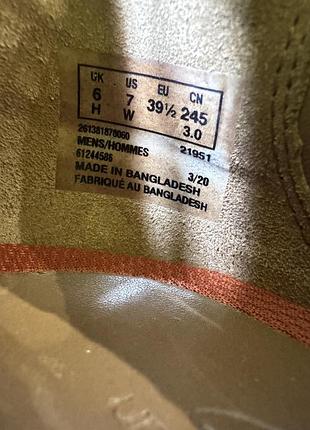 UK US EU CN
6 7 39½ 245
H W 3.0
261381878060 21951
MENS/HOMMES
61244586 3/20
MADE IN BANGLADESH
FABRIQUÉ AU BANGLADESH